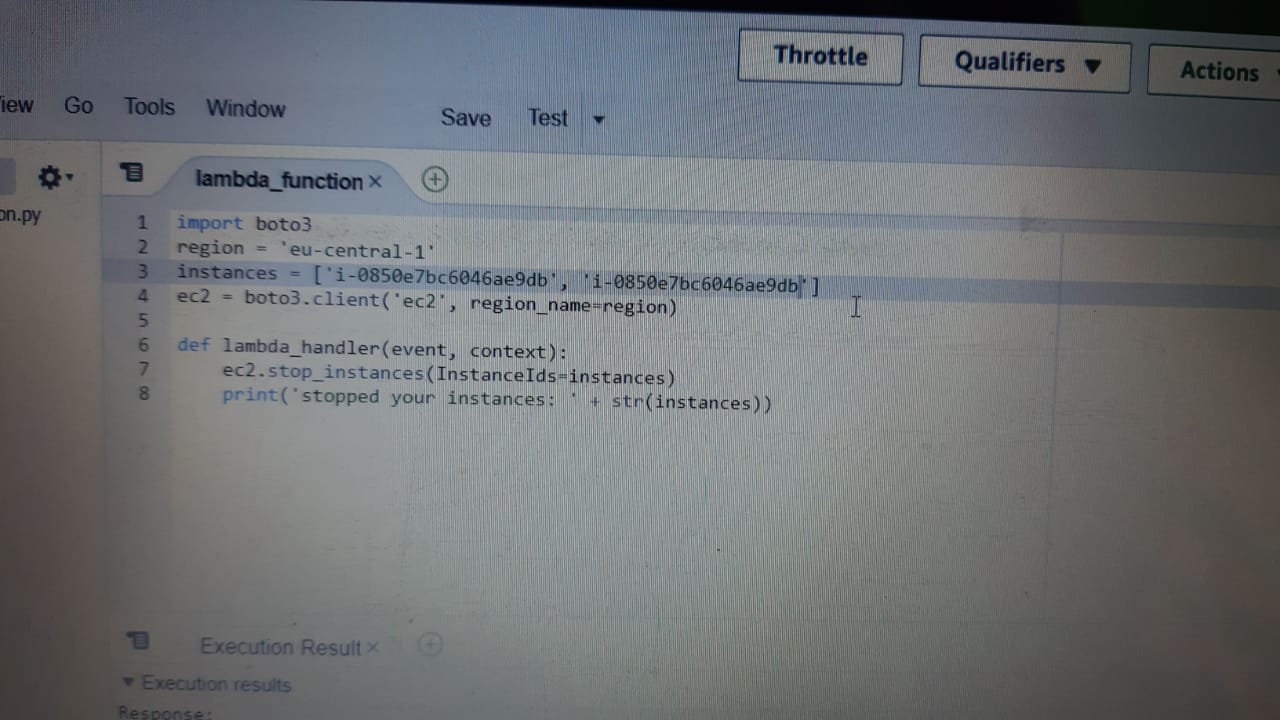 Throttle Qualifiers Actions
Go Tools Window Save Test
lambda_function
on.py
1 import boto3
2 region = 'eu-central-1'
3 instances = ['i-0850e7bc6046ae9db', 'i-0850e7bc6046ae9db']
4 ec2 = boto3.client('ec2', region_name=region)
5
6 def lambda_handler(event, context):
7 ec2.stop_instances(InstanceIds=instances)
8 print('stopped your instances: ' + str(instances))
Execution Result
Execution results
Response: